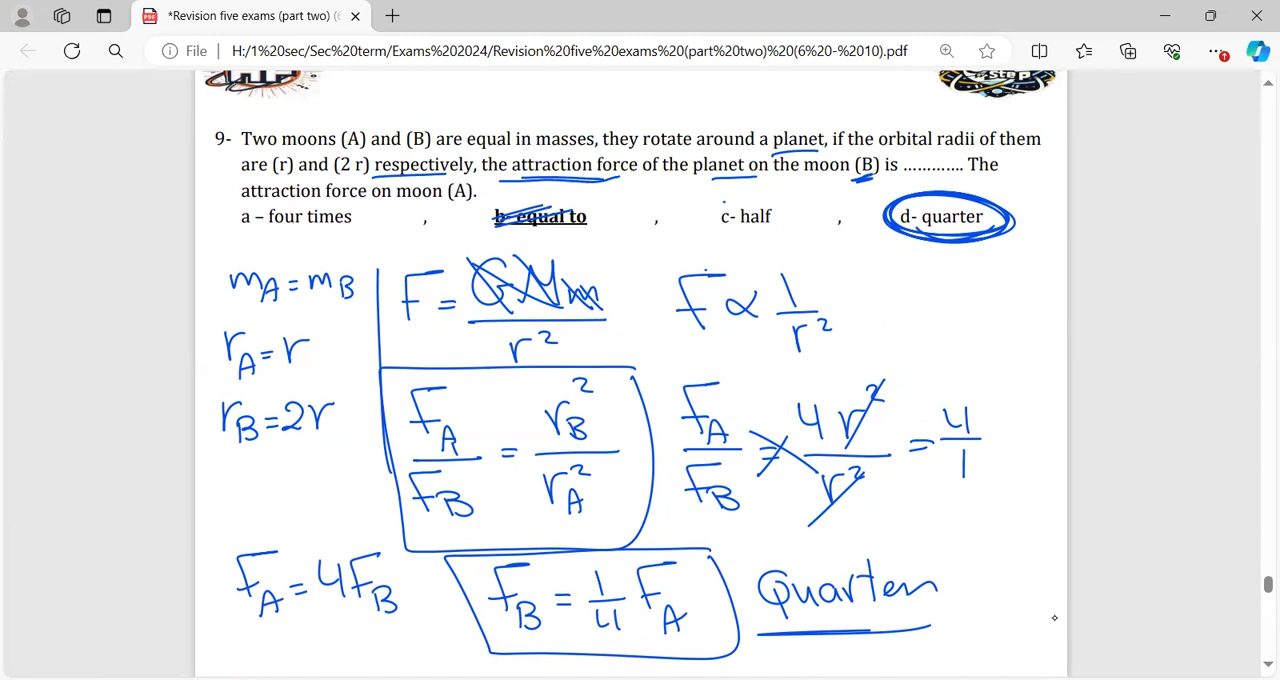 *Revision five exams (part two) (6
File
H:/1%20sec/Sec%20term/Exams%202024/Revision%20five%20exams%20(part%20two)%20(6%20-%2010).pdf
9- Two moons (A) and (B) are equal in masses, they rotate around a planet, if the orbital radii of them
are (r) and (2 r) respectively, the attraction force of the planet on the moon (B) is …………. The
attraction force on moon (A).
a – four times , b- equal to , c- half , d- quarter
mA = mB
rA = r
rB = 2r
F = GMm / r²
F ∝ 1 / r²
FA / FB = rB² / rA²
FA / FB = 4r² / r² = 4 / 1
FA = 4FB
FB = 1/4 FA
Quarter